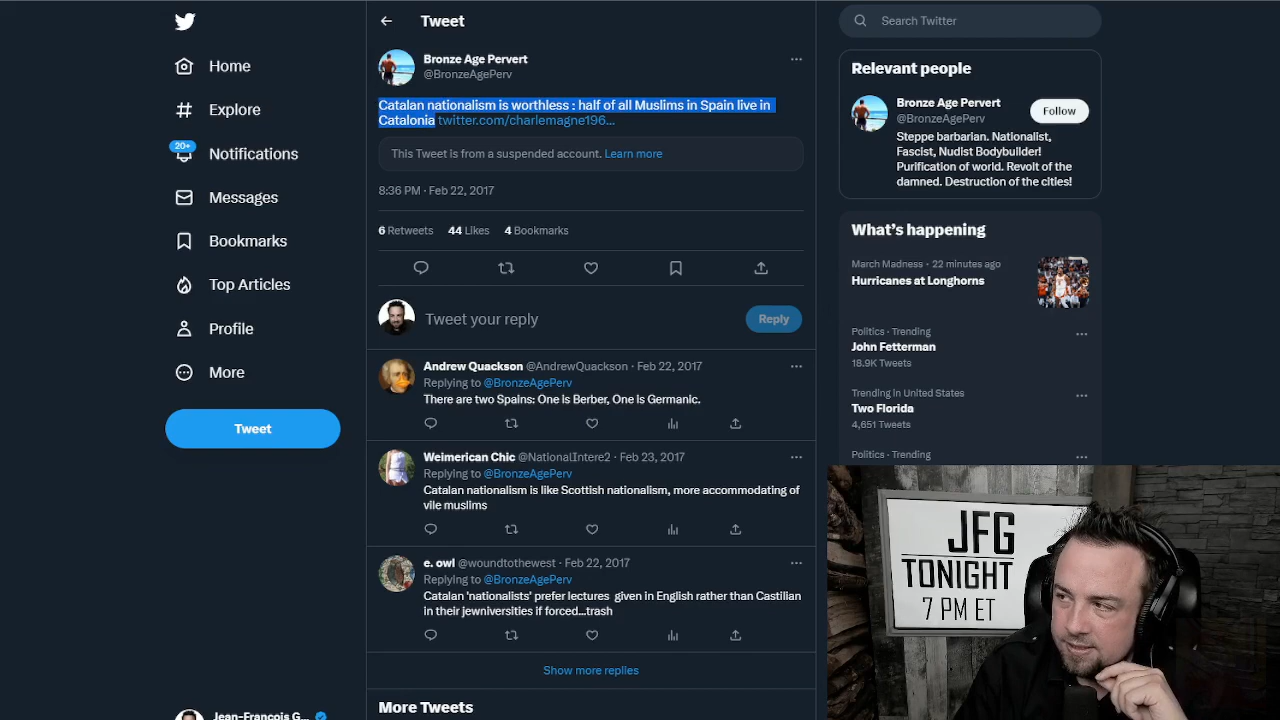 Home
Explore
20+
Notifications
Messages
Bookmarks
Top Articles
Profile
More
Tweet
Jean-François G...
Tweet
Bronze Age Pervert
@BronzeAgePerv
Catalan nationalism is worthless : half of all Muslims in Spain live in
Catalonia twitter.com/charlemagne196...
This Tweet is from a suspended account. Learn more
8:36 PM · Feb 22, 2017
6 Retweets 44 Likes 4 Bookmarks
Tweet your reply
Reply
Andrew Quackson @AndrewQuackson · Feb 22, 2017
Replying to @BronzeAgePerv
There are two Spains: One is Berber, One is Germanic.
Weimerican Chic @NationalIntere2 · Feb 23, 2017
Replying to @BronzeAgePerv
Catalan nationalism is like Scottish nationalism, more accommodating of
vile muslims
e. owl @woundtothewest · Feb 22, 2017
Replying to @BronzeAgePerv
Catalan 'nationalists' prefer lectures given in English rather than Castilian
in their jewniversities if forced...trash
Show more replies
More Tweets
Search Twitter
Relevant people
Bronze Age Pervert
@BronzeAgePerv
Follow
Steppe barbarian. Nationalist,
Fascist, Nudist Bodybuilder!
Purification of world. Revolt of the
damned. Destruction of the cities!
What's happening
March Madness · 22 minutes ago
Hurricanes at Longhorns
Politics · Trending
John Fetterman
18.9K Tweets
Trending in United States
Two Florida
4,651 Tweets
Politics · Trending
JFG
TONIGHT
7 PM ET